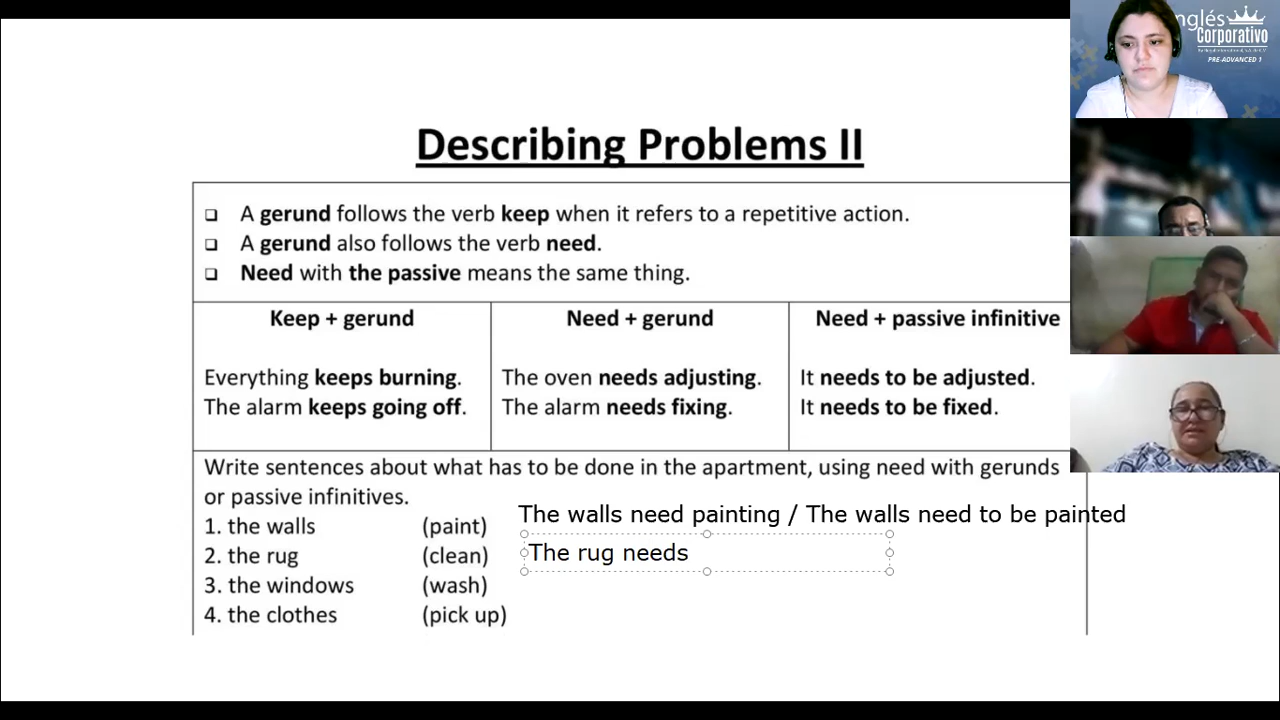 Inglés
Corporativo
PRE-ADVANCED 1
Describing Problems II
A gerund follows the verb keep when it refers to a repetitive action.
A gerund also follows the verb need.
Need with the passive means the same thing.
Keep + gerund
Everything keeps burning.
The alarm keeps going off.
Need + gerund
The oven needs adjusting.
The alarm needs fixing.
Need + passive infinitive
It needs to be adjusted.
It needs to be fixed.
Write sentences about what has to be done in the apartment, using need with gerunds
or passive infinitives.
1. the walls (paint) The walls need painting / The walls need to be painted
2. the rug (clean) The rug needs
3. the windows (wash)
4. the clothes (pick up)